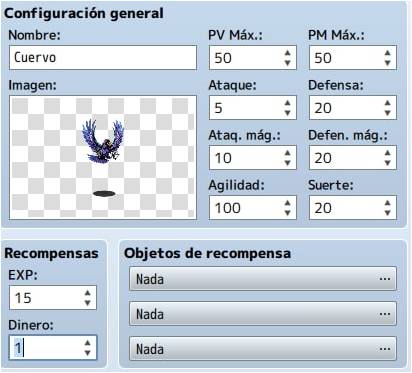 Configuración general
Nombre:
Cuervo
PV Máx.:
50
PM Máx.:
50
Imagen:
Ataque:
5
Defensa:
20
Ataq. mág.:
10
Defen. mág.:
20
Agilidad:
100
Suerte:
20
Recompensas
EXP:
15
Dinero:
1
Objetos de recompensa
Nada ...
Nada ...
Nada ...